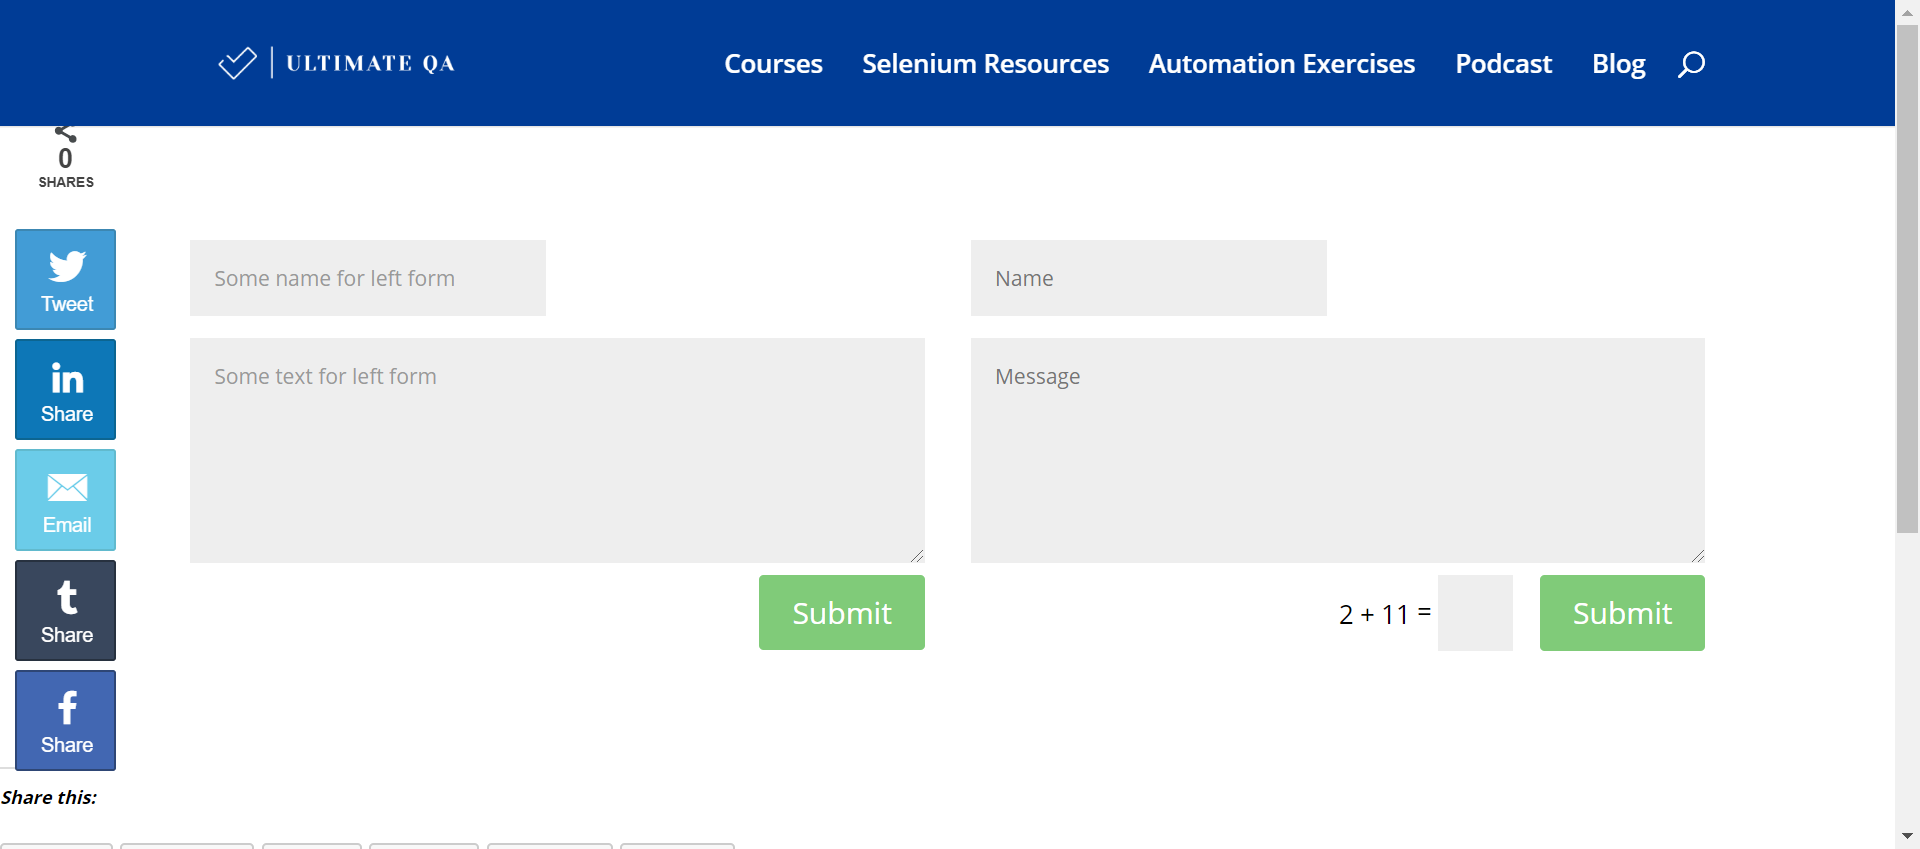 ULTIMATE QA
Courses
Selenium Resources
Automation Exercises
Podcast
Blog
0
SHARES
Tweet
Share
Email
Share
Share
Some name for left form
Some text for left form
Submit
Name
Message
2 + 11 =
Submit
Share this: